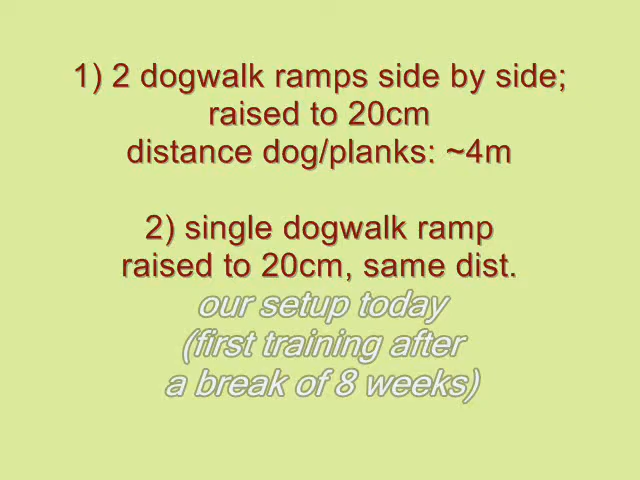 1) 2 dogwalk ramps side by side;
raised to 20cm
distance dog/planks: ~4m
2) single dogwalk ramp
raised to 20cm, same dist.
our setup today
(first training after
a break of 8 weeks)